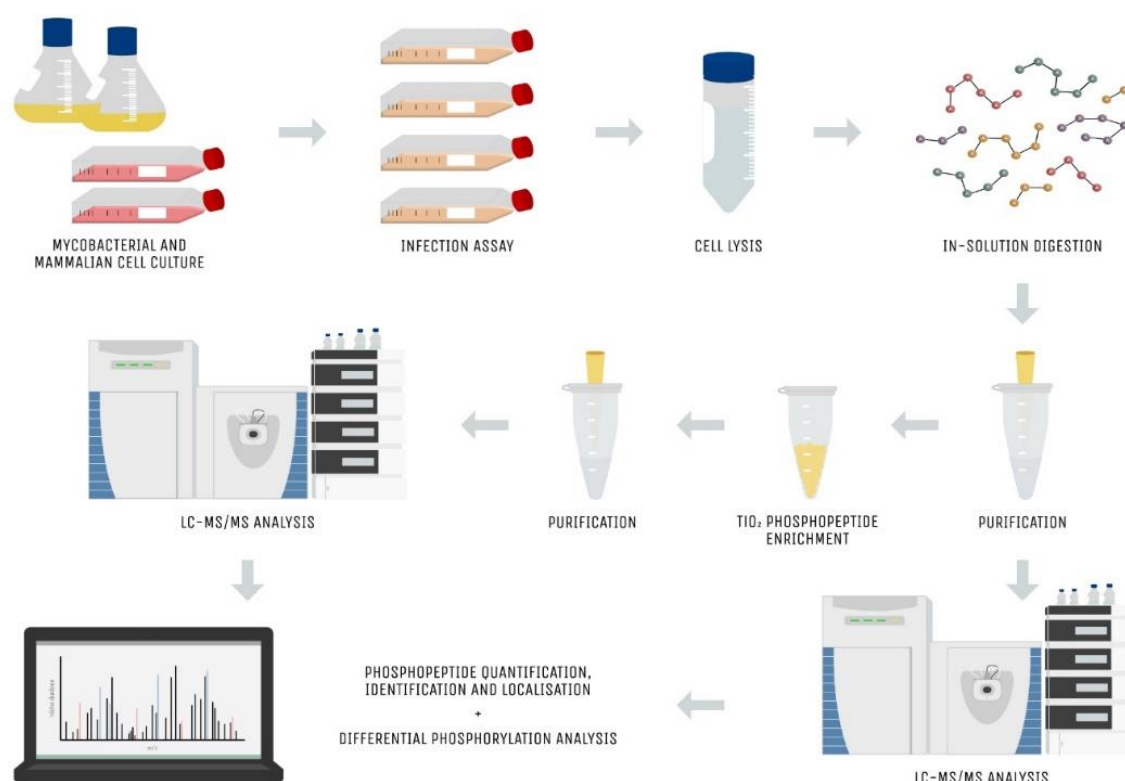 MYCOBACTERIAL AND
MAMMALIAN CELL CULTURE
INFECTION ASSAY
CELL LYSIS
IN-SOLUTION DIGESTION
LC-MS/MS ANALYSIS
PURIFICATION
TIO₂ PHOSPHOPEPTIDE
ENRICHMENT
PURIFICATION
PHOSPHOPEPTIDE QUANTIFICATION,
IDENTIFICATION AND LOCALISATION
+
DIFFERENTIAL PHOSPHORYLATION ANALYSIS
LC-MS/MS ANALYSIS